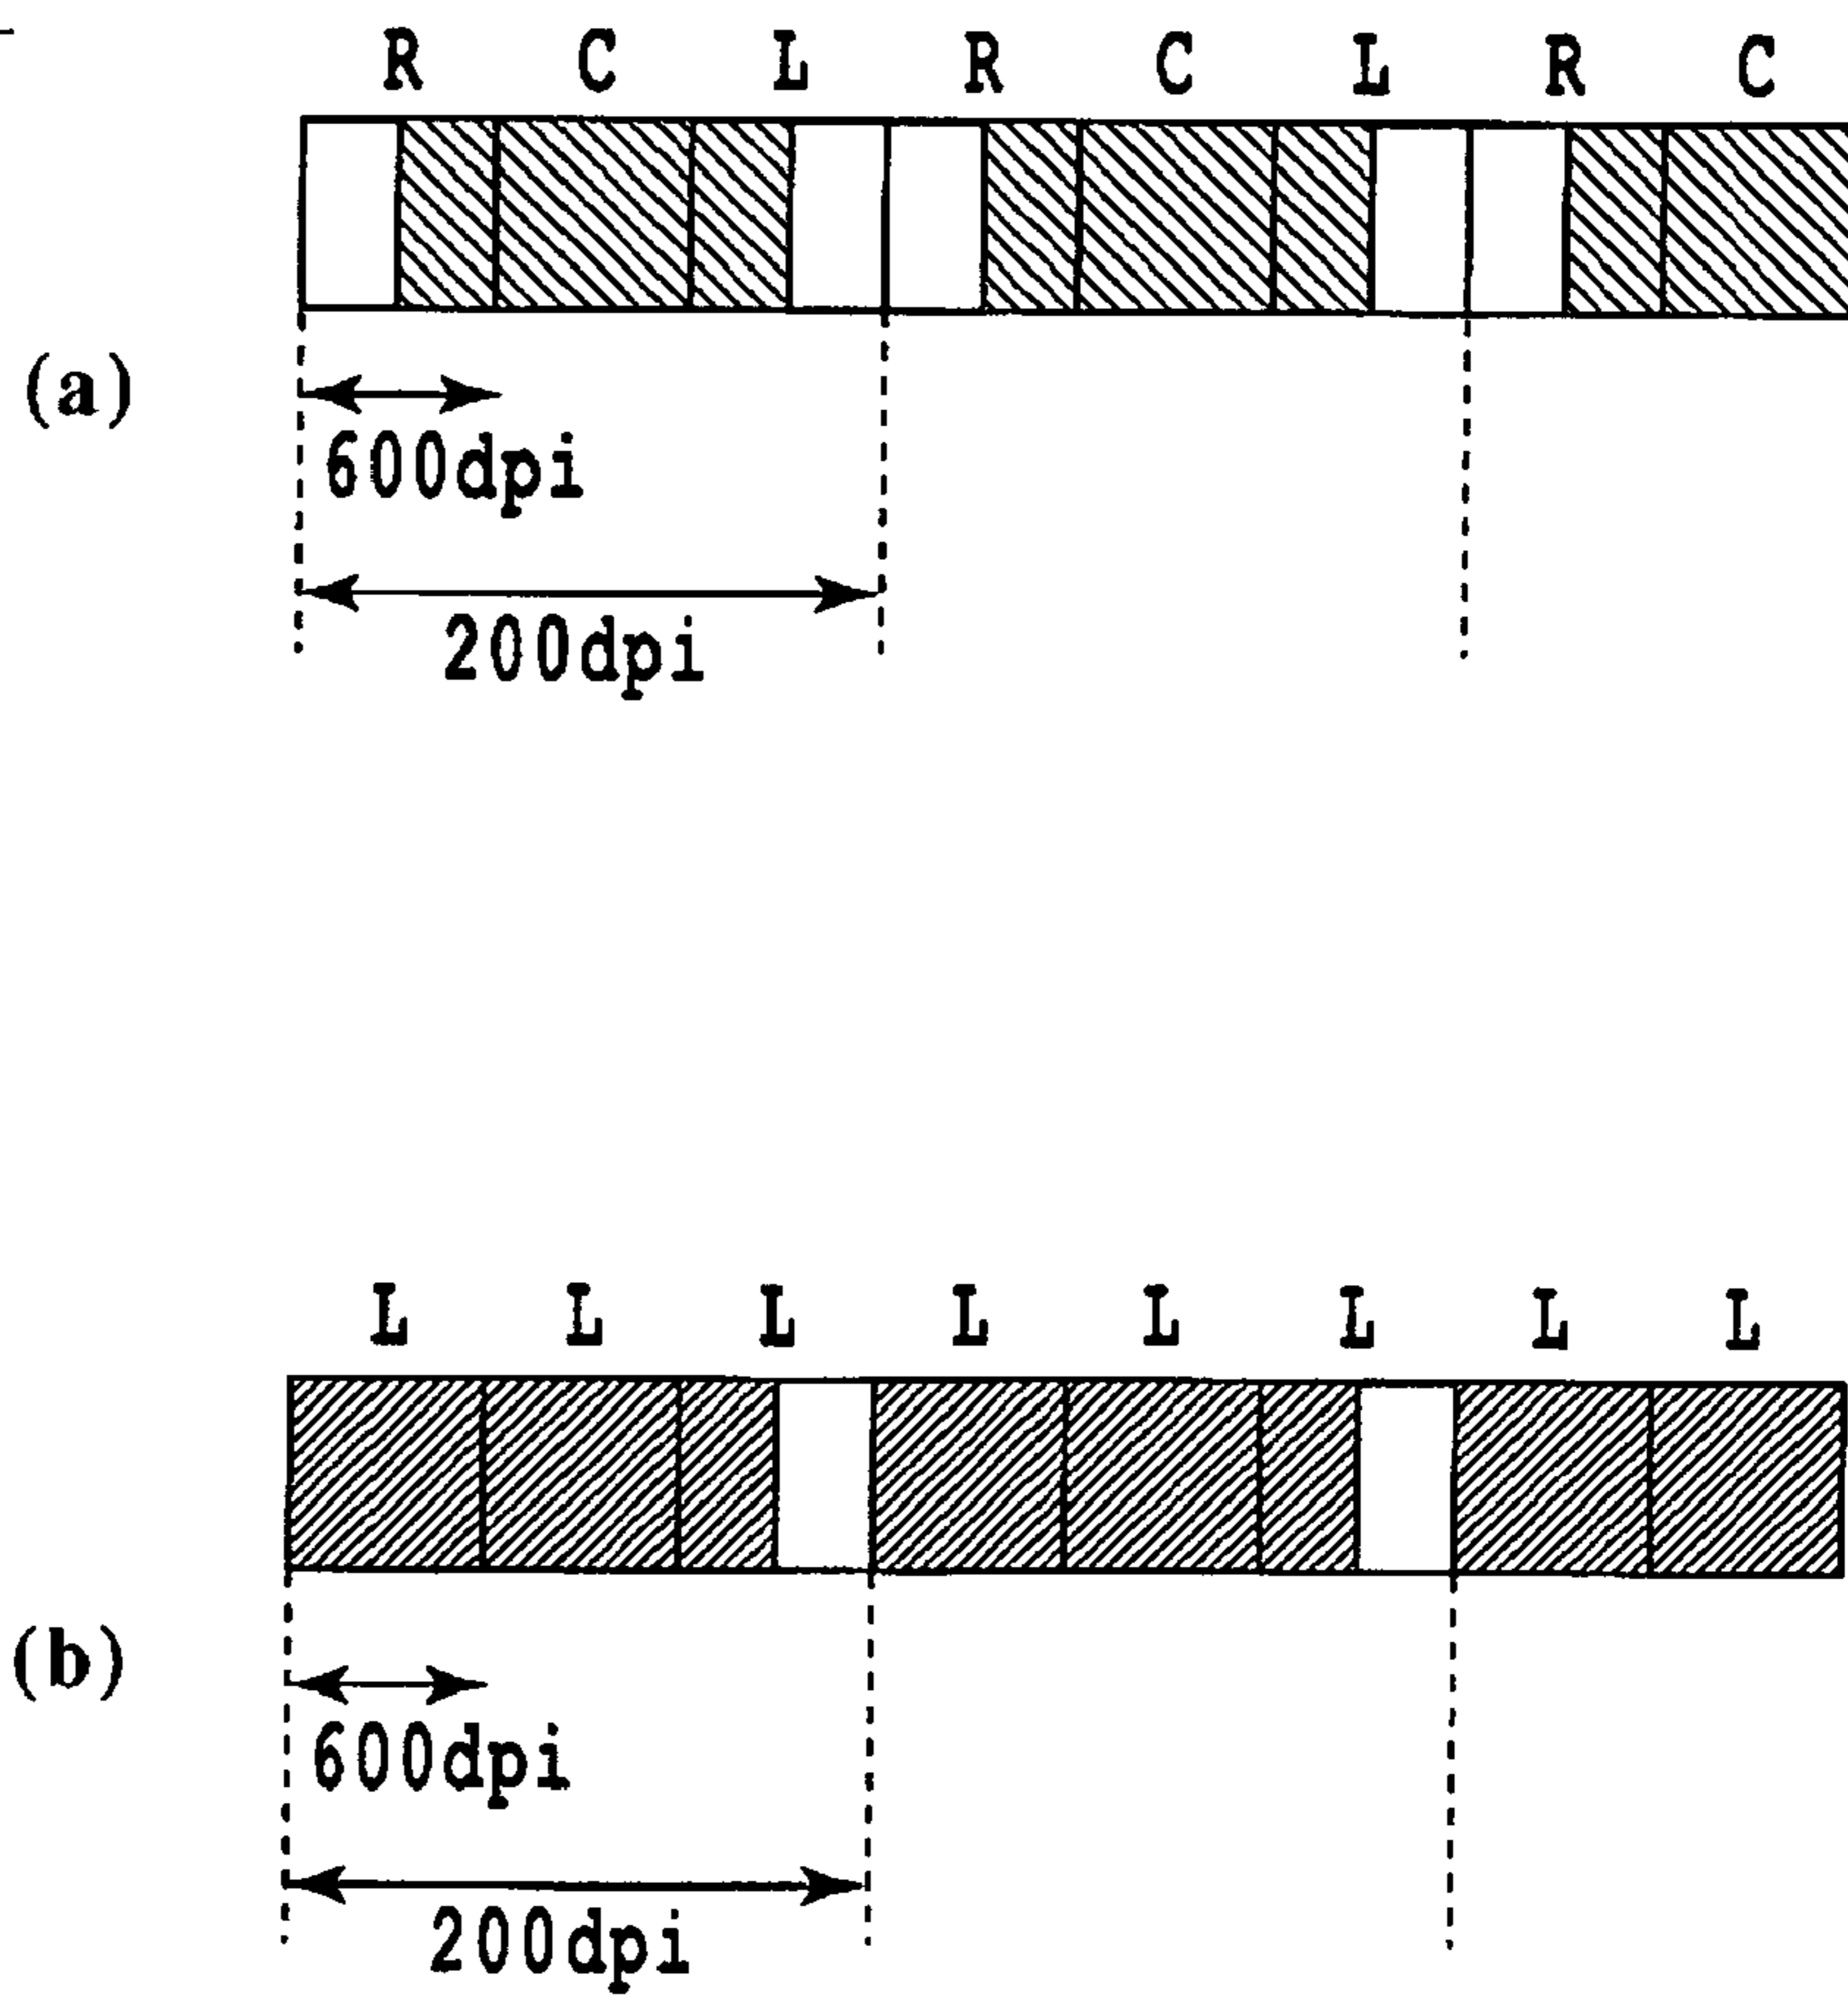 R C L R C L R C
(a)
600dpi
200dpi
L L L L L L L L
(b)
600dpi
200dpi